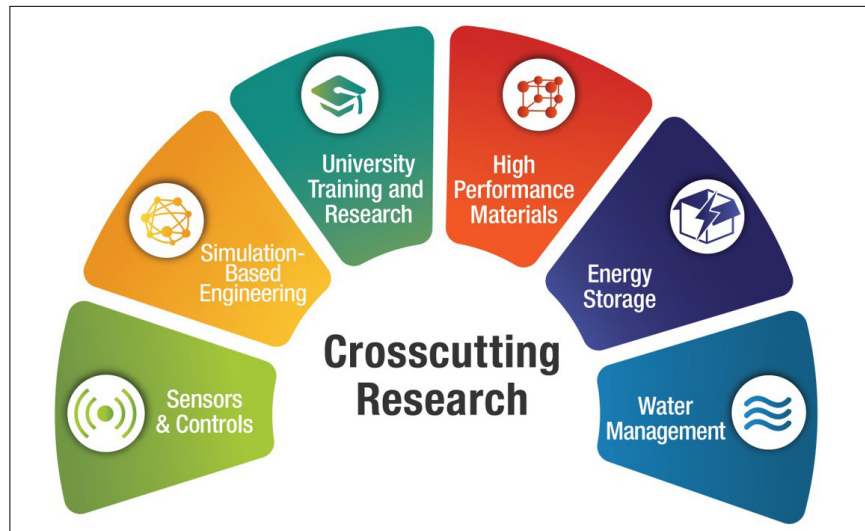 Sensors
& Controls
Simulation-
Based
Engineering
University
Training and
Research
High
Performance
Materials
Energy
Storage
Water
Management
Crosscutting
Research